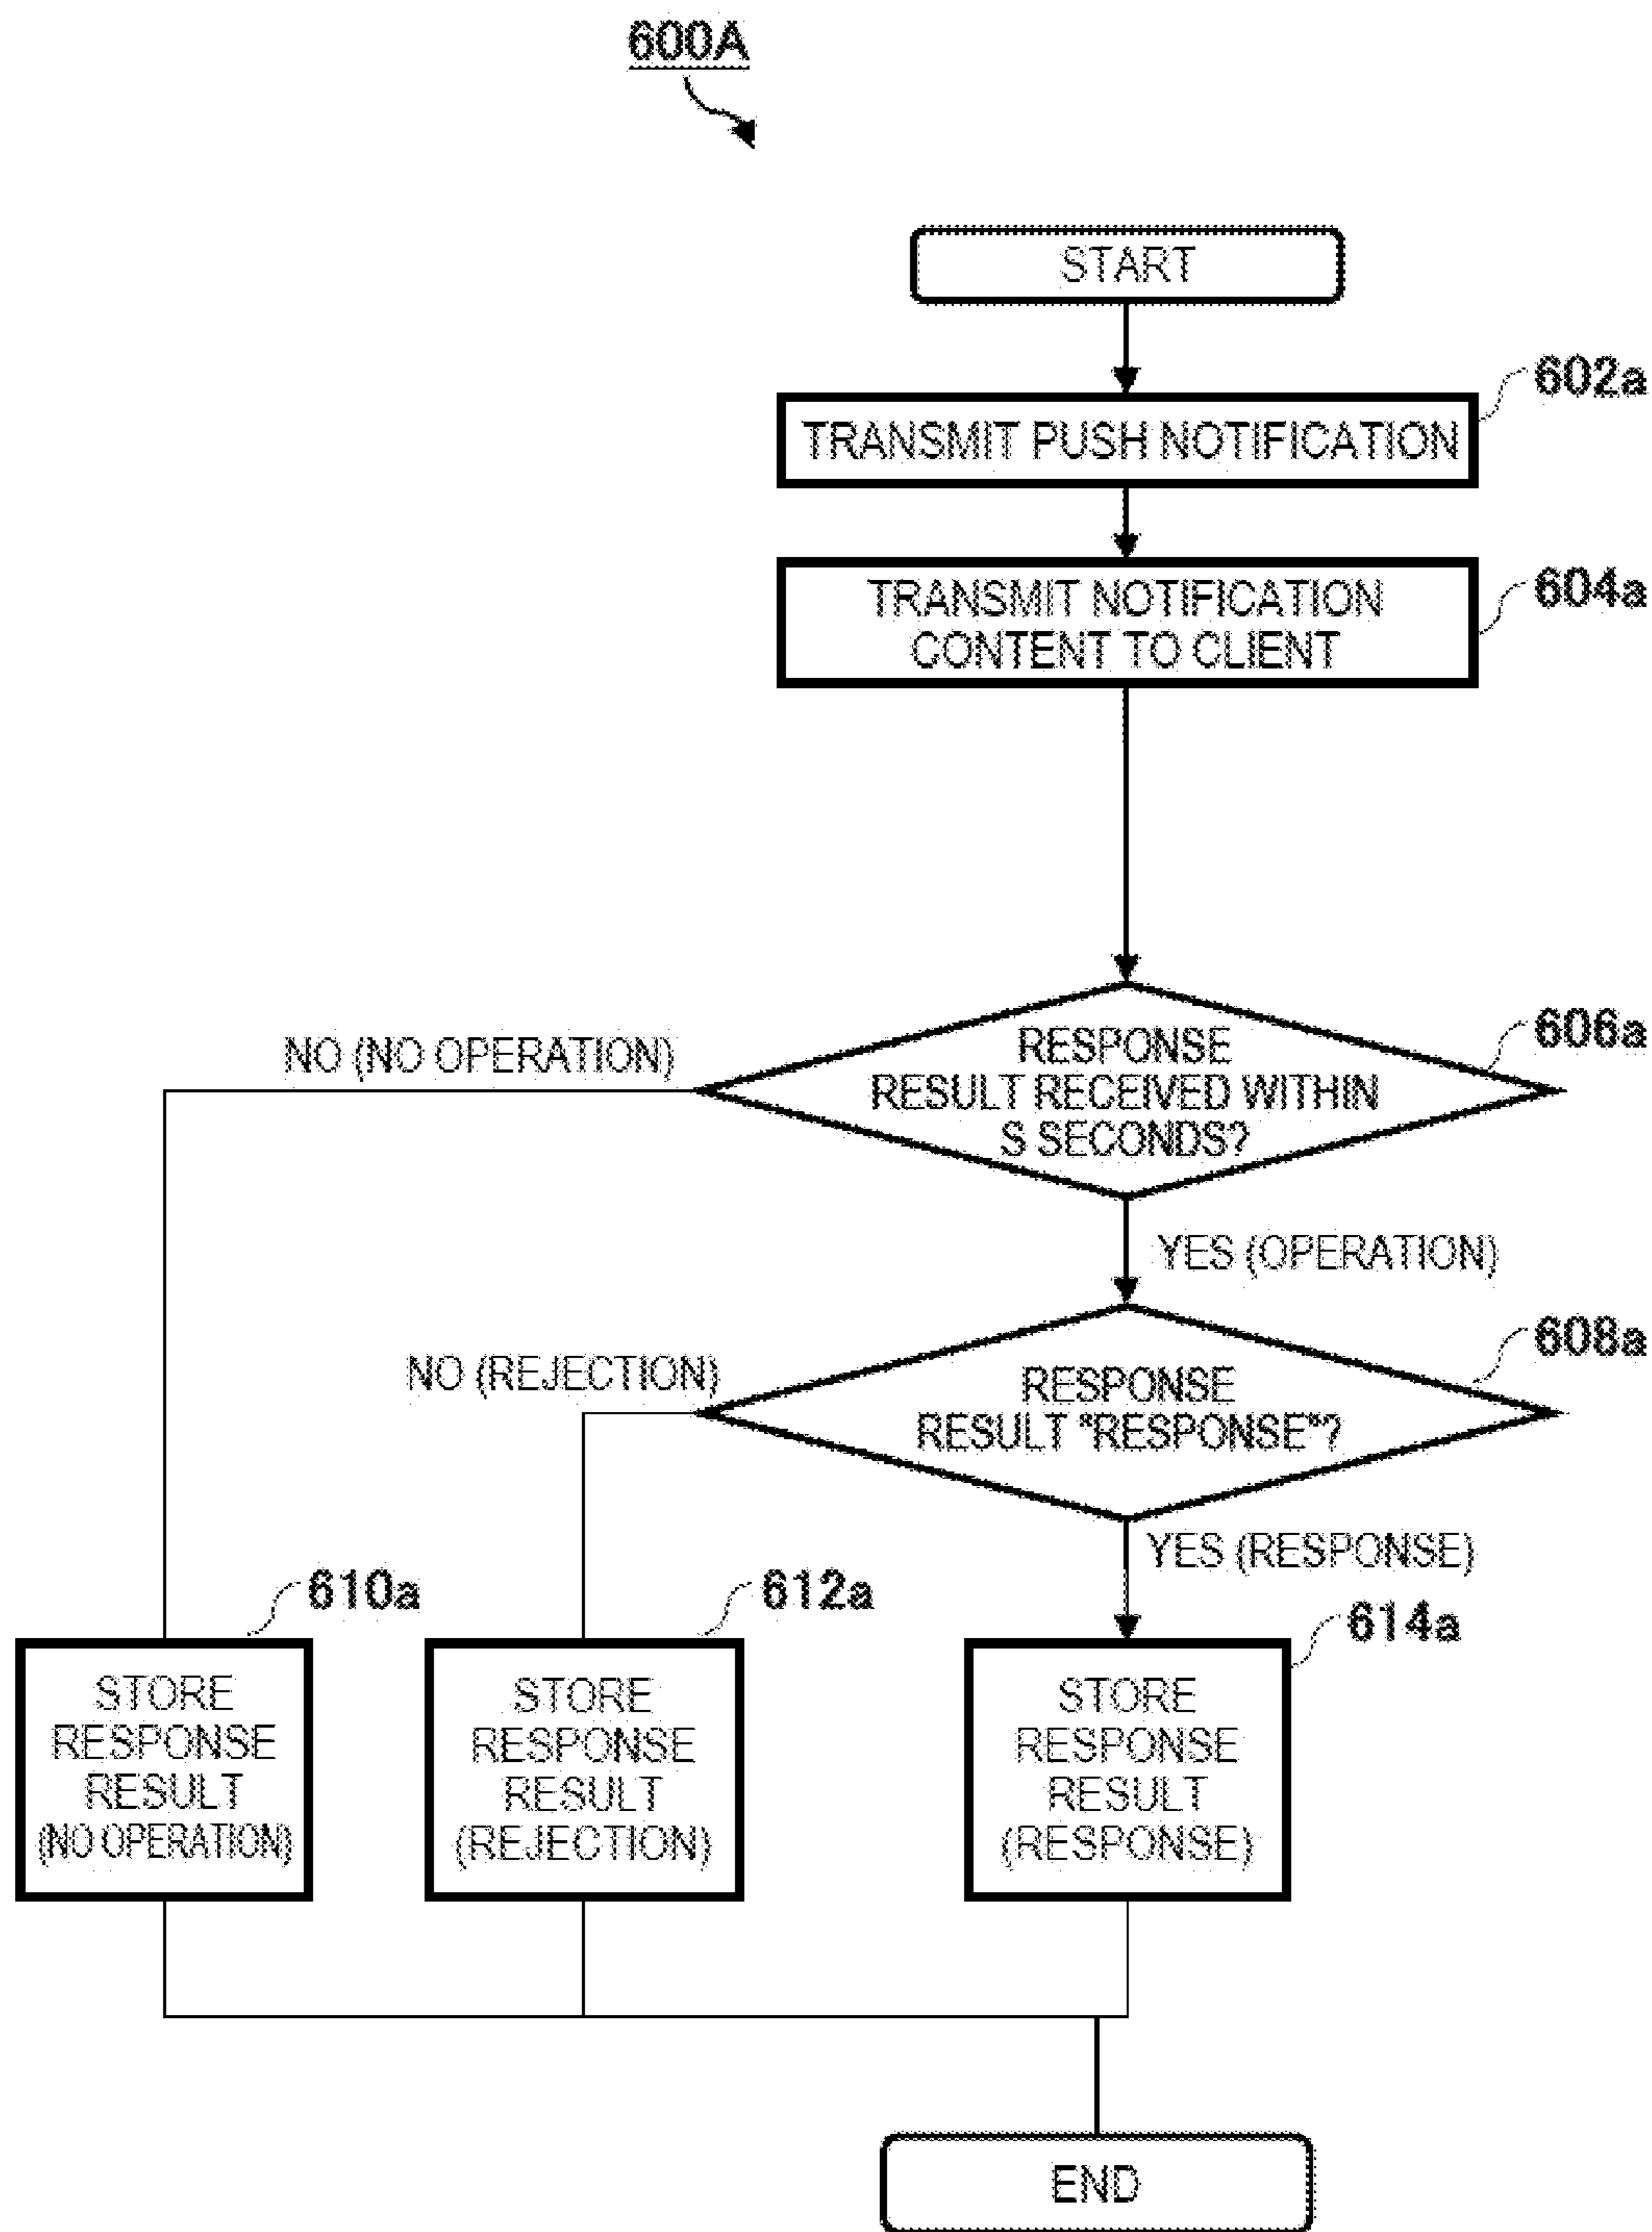 600A
START
602a
TRANSMIT PUSH NOTIFICATION
604a
TRANSMIT NOTIFICATION
CONTENT TO CLIENT
606a
NO (NO OPERATION)
RESPONSE
RESULT RECEIVED WITHIN
S SECONDS?
YES (OPERATION)
608a
NO (REJECTION)
RESPONSE
RESULT "RESPONSE"?
YES (RESPONSE)
610a
612a
614a
STORE
RESPONSE
RESULT
(NO OPERATION)
STORE
RESPONSE
RESULT
(REJECTION)
STORE
RESPONSE
RESULT
(RESPONSE)
END